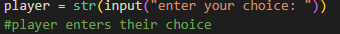 player = str(input("enter your choice: "))
#player enters their choice